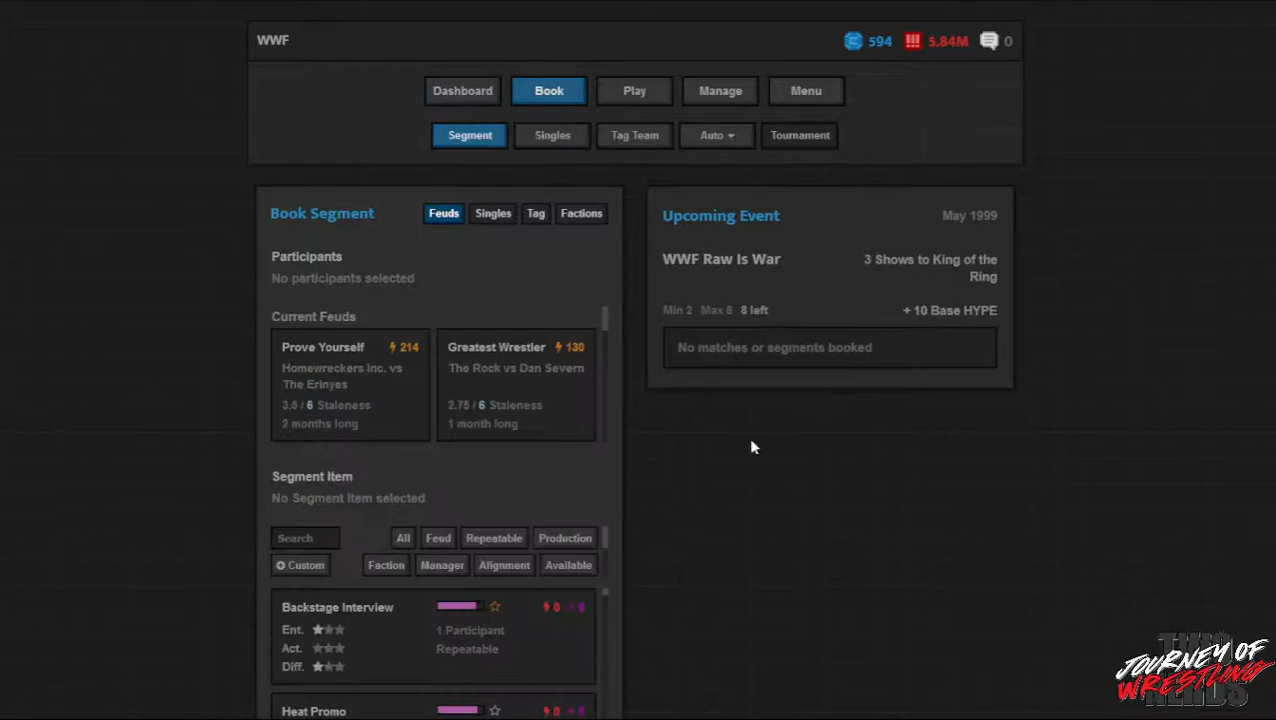 WWF
594
5.84M
0
Dashboard
Book
Play
Manage
Menu
Segment
Singles
Tag Team
Auto
Tournament
Book Segment
Feuds
Singles
Tag
Factions
Participants
No participants selected
Current Feuds
Prove Yourself 214
Homewreckers Inc. vs
The Erinyes
3.5 / 6 Staleness
2 months long
Greatest Wrestler 130
The Rock vs Dan Severn
2.75 / 6 Staleness
1 month long
Segment Item
No Segment Item selected
Search
All
Feud
Repeatable
Production
Custom
Faction
Manager
Alignment
Available
Backstage Interview 0
Ent. 1 Participant
Act. Repeatable
Diff.
Heat Promo 0
Upcoming Event May 1999
WWF Raw Is War
3 Shows to King of the
Ring
Min 2 Max 8 8 left + 10 Base HYPE
No matches or segments booked
JOURNEY OF
WRESTLING